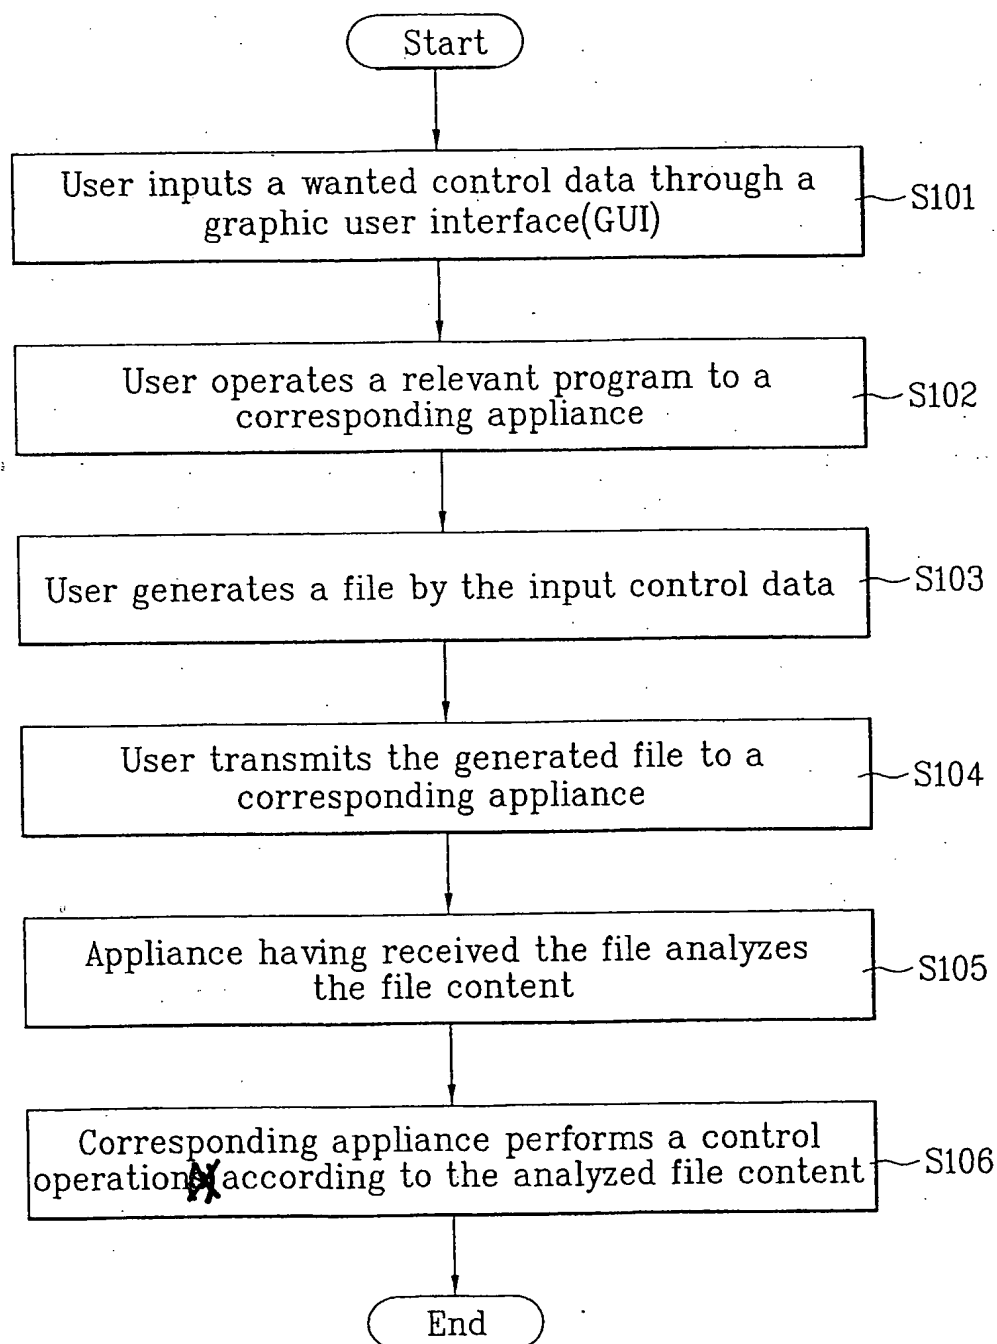 Start
User inputs a wanted control data through a
graphic user interface(GUI)
S101
User operates a relevant program to a
corresponding appliance
S102
User generates a file by the input control data
S103
User transmits the generated file to a
corresponding appliance
S104
Appliance having received the file analyzes
the file content
S105
Corresponding appliance performs a control
operation according to the analyzed file content
S106
End